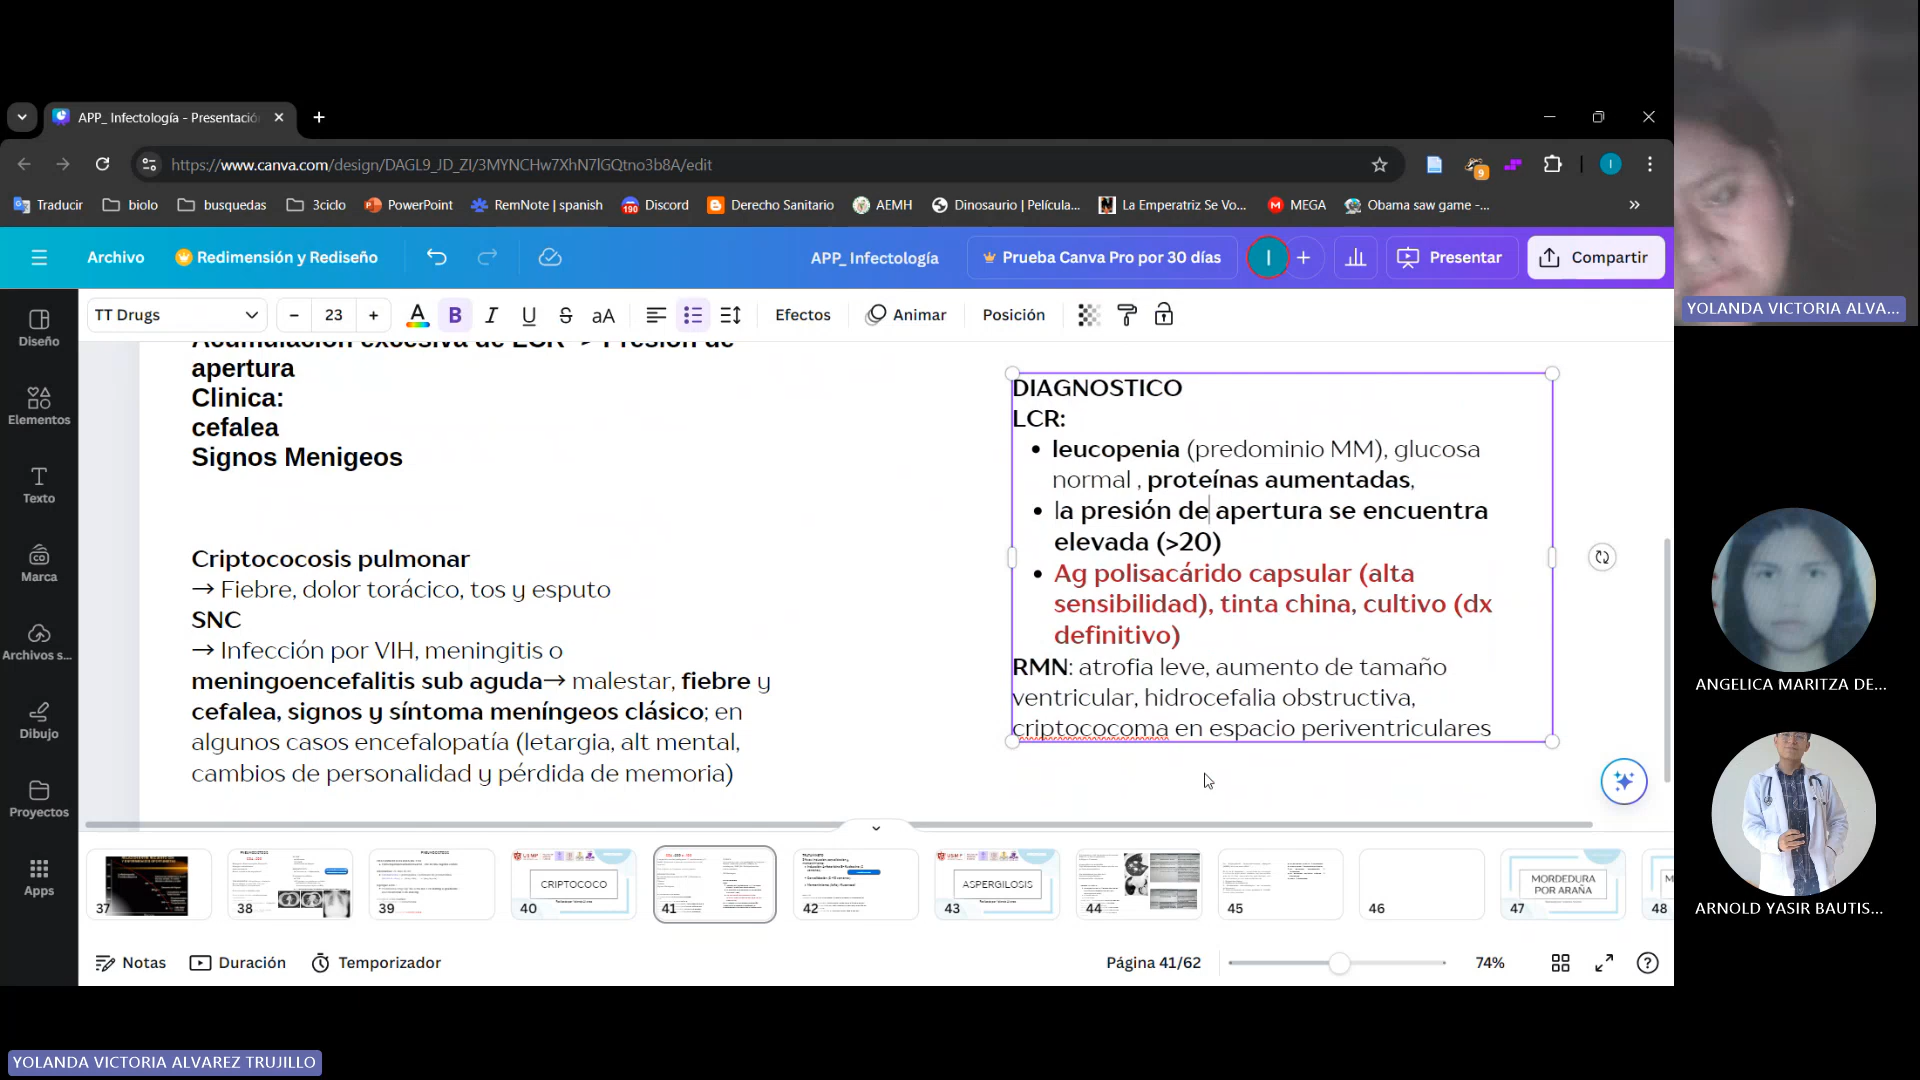 APP_ Infectología - Presentació
https://www.canva.com/design/DAGL9_JD_ZI/3MYNCHw7XhN7lGQtno3b8A/edit
Traducir
biolo
busquedas
3ciclo
PowerPoint
RemNote | spanish
190
Discord
Derecho Sanitario
AEMH
Dinosaurio | Película...
La Emperatriz Se Vo...
MEGA
Obama saw game -...
9
I
Archivo
Redimensión y Rediseño
APP_ Infectología
Prueba Canva Pro por 30 días
I
Presentar
Compartir
TT Drugs
23
A
B
I
U
S
aA
Efectos
Animar
Posición
Diseño
Elementos
Texto
Marca
Archivos s...
Dibujo
Proyectos
Apps
Acumulación excesiva de LCR -> Presión de
apertura
Clinica:
cefalea
Signos Menigeos
Criptococosis pulmonar
→ Fiebre, dolor torácico, tos y esputo
SNC
→ Infección por VIH, meningitis o
meningoencefalitis sub aguda→ malestar, fiebre y
cefalea, signos y síntoma meníngeos clásico; en
algunos casos encefalopatía (letargia, alt mental,
cambios de personalidad y pérdida de memoria)
DIAGNOSTICO
LCR:
• leucopenia (predominio MM), glucosa
normal , proteínas aumentadas,
• la presión de apertura se encuentra
elevada (>20)
• Ag polisacárido capsular (alta
sensibilidad), tinta china, cultivo (dx
definitivo)
RMN: atrofia leve, aumento de tamaño
ventricular, hidrocefalia obstructiva,
criptococoma en espacio periventriculares
37
38
39
CRIPTOCOCO
40
41
42
ASPERGILOSIS
43
44
45
46
MORDEDURA
POR ARAÑA
47
48
Notas
Duración
Temporizador
Página 41/62
74%
YOLANDA VICTORIA ALVA...
ANGELICA MARITZA DE...
ARNOLD YASIR BAUTIS...
YOLANDA VICTORIA ALVAREZ TRUJILLO